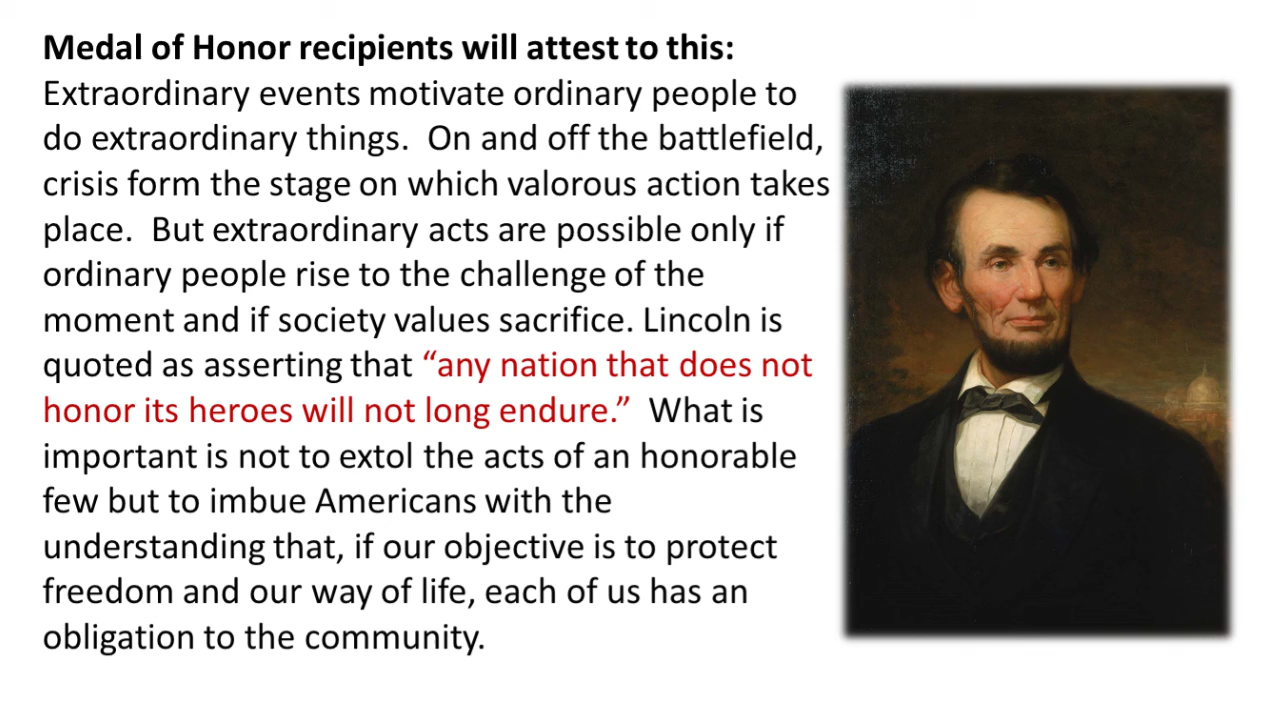 Medal of Honor recipients will attest to this:
Extraordinary events motivate ordinary people to
do extraordinary things.  On and off the battlefield,
crisis form the stage on which valorous action takes
place.  But extraordinary acts are possible only if
ordinary people rise to the challenge of the
moment and if society values sacrifice. Lincoln is
quoted as asserting that “any nation that does not
honor its heroes will not long endure.”  What is
important is not to extol the acts of an honorable
few but to imbue Americans with the
understanding that, if our objective is to protect
freedom and our way of life, each of us has an
obligation to the community.